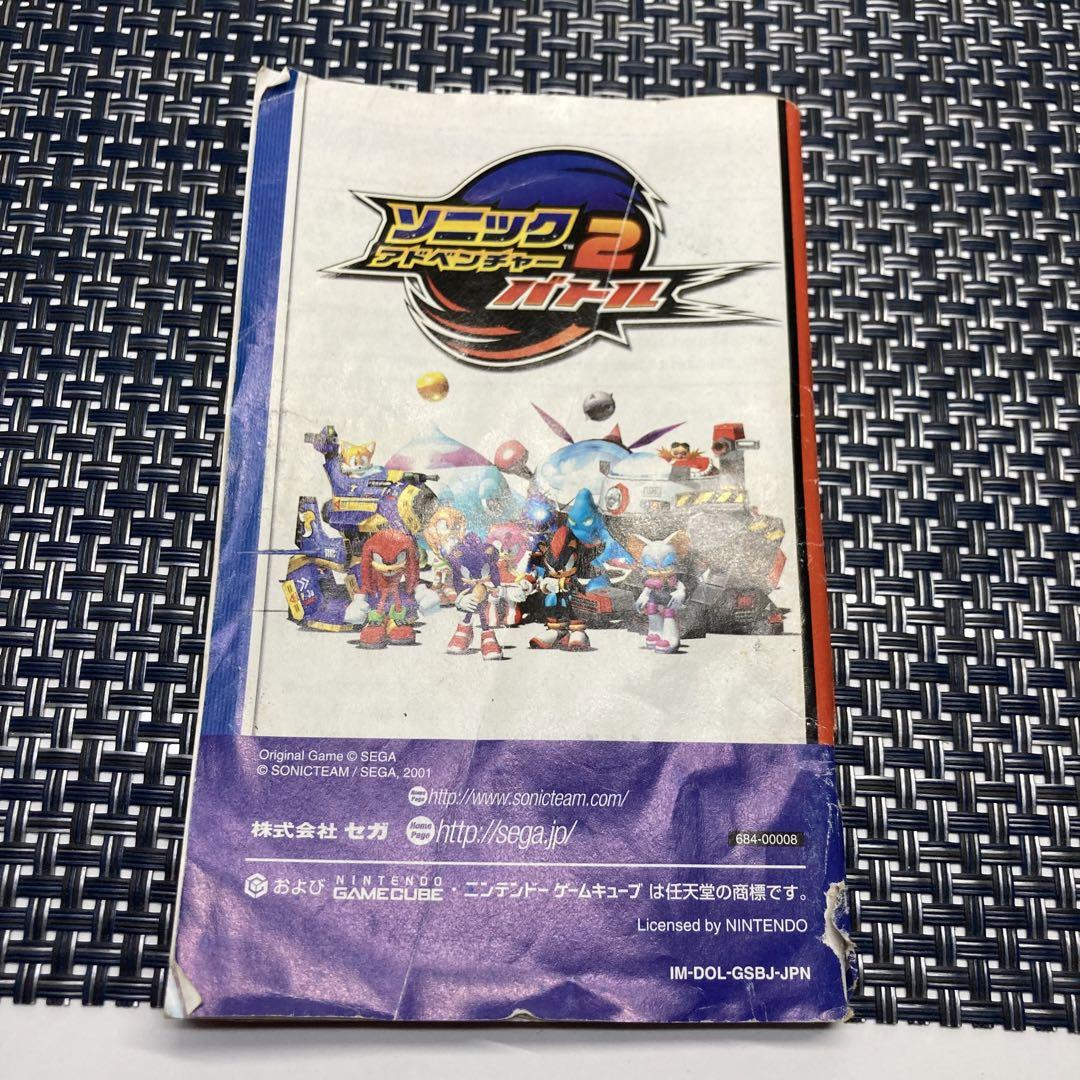 ソニック
アドベンチャー 2
バトル
TM
Original Game © SEGA
© SONICTEAM / SEGA, 2001
Home Page http://www.sonicteam.com/
株式会社 セガ Home Page http://sega.jp/
684-00008
および NINTENDO GAMECUBE・ニンテンドーゲームキューブ は任天堂の商標です。
Licensed by NINTENDO
IM-DOL-GSBJ-JPN